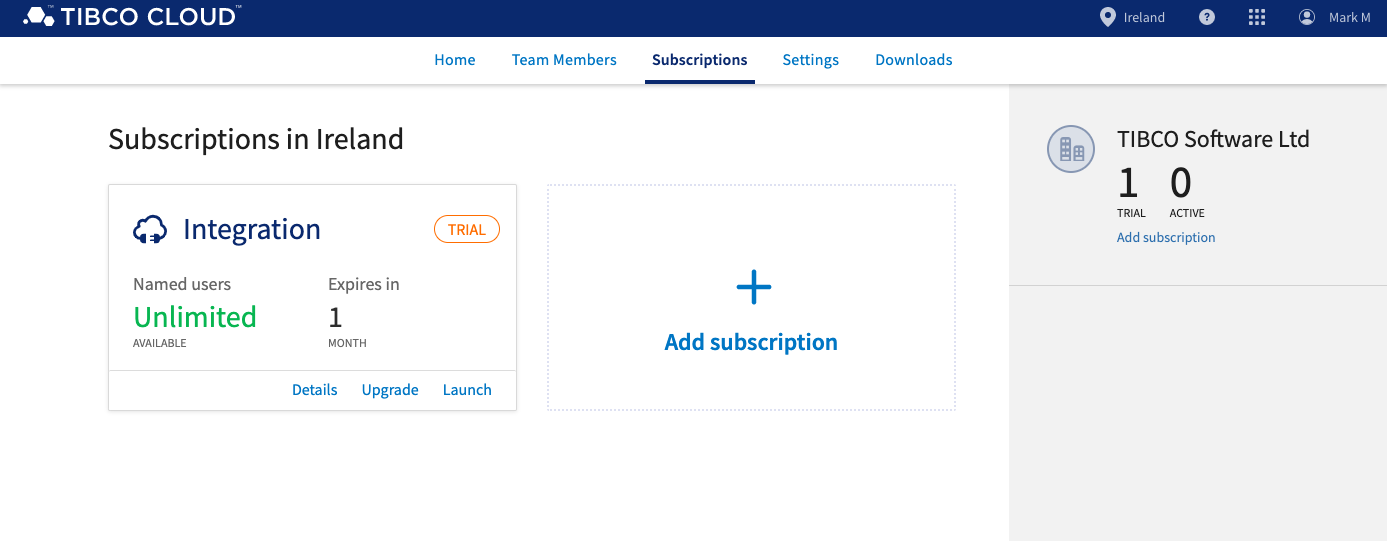 TIBCO CLOUD™
Ireland
?
Mark M
Home Team Members Subscriptions Settings Downloads
Subscriptions in Ireland
Integration
TRIAL
Named users
Unlimited
AVAILABLE
Expires in
1
MONTH
Details Upgrade Launch
Add subscription
TIBCO Software Ltd
1 0
TRIAL ACTIVE
Add subscription